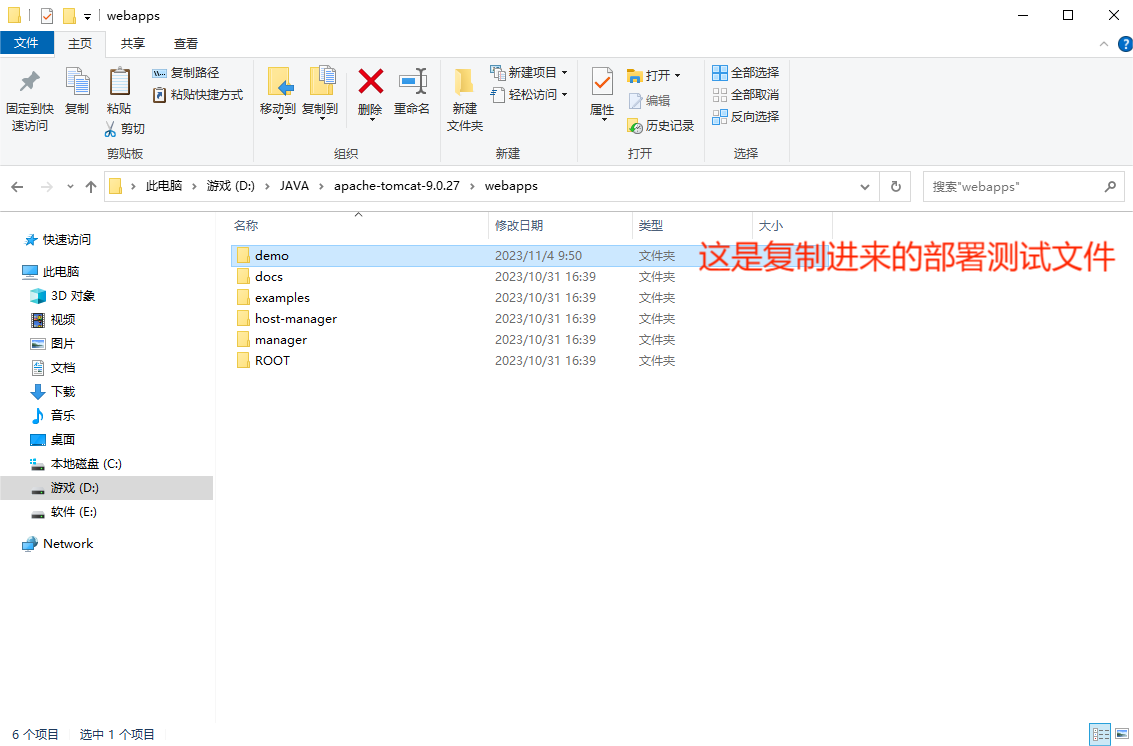 webapps
文件 主页 共享 查看
固定到快速访问
复制
粘贴
复制路径
粘贴快捷方式
剪切
剪贴板
移动到
复制到
删除
重命名
组织
新建文件夹
新建项目
轻松访问
新建
属性
打开
编辑
历史记录
打开
全部选择
全部取消
反向选择
选择
此电脑 › 游戏 (D:) › JAVA › apache-tomcat-9.0.27 › webapps
搜索"webapps"
名称 修改日期 类型 大小
快速访问
此电脑
3D 对象
视频
图片
文档
下载
音乐
桌面
本地磁盘 (C:)
游戏 (D:)
软件 (E:)
Network
demo 2023/11/4 9:50 文件夹
这是复制进来的部署测试文件
docs 2023/10/31 16:39 文件夹
examples 2023/10/31 16:39 文件夹
host-manager 2023/10/31 16:39 文件夹
manager 2023/10/31 16:39 文件夹
ROOT 2023/10/31 16:39 文件夹
6 个项目 选中 1 个项目